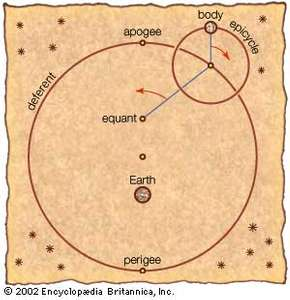 body
apogee
epicycle
deferent
equant
Earth
perigee
© 2002 Encyclopædia Britannica, Inc.